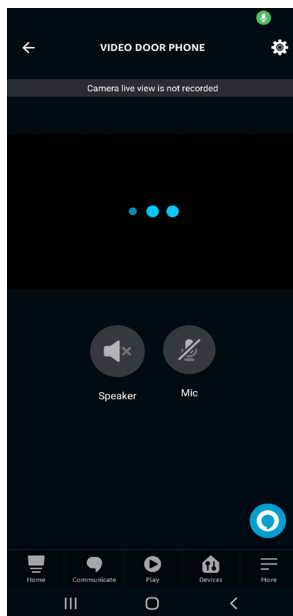 VIDEO DOOR PHONE
Camera live view is not recorded
Speaker
Mic
Home
Communicate
Play
Devices
More